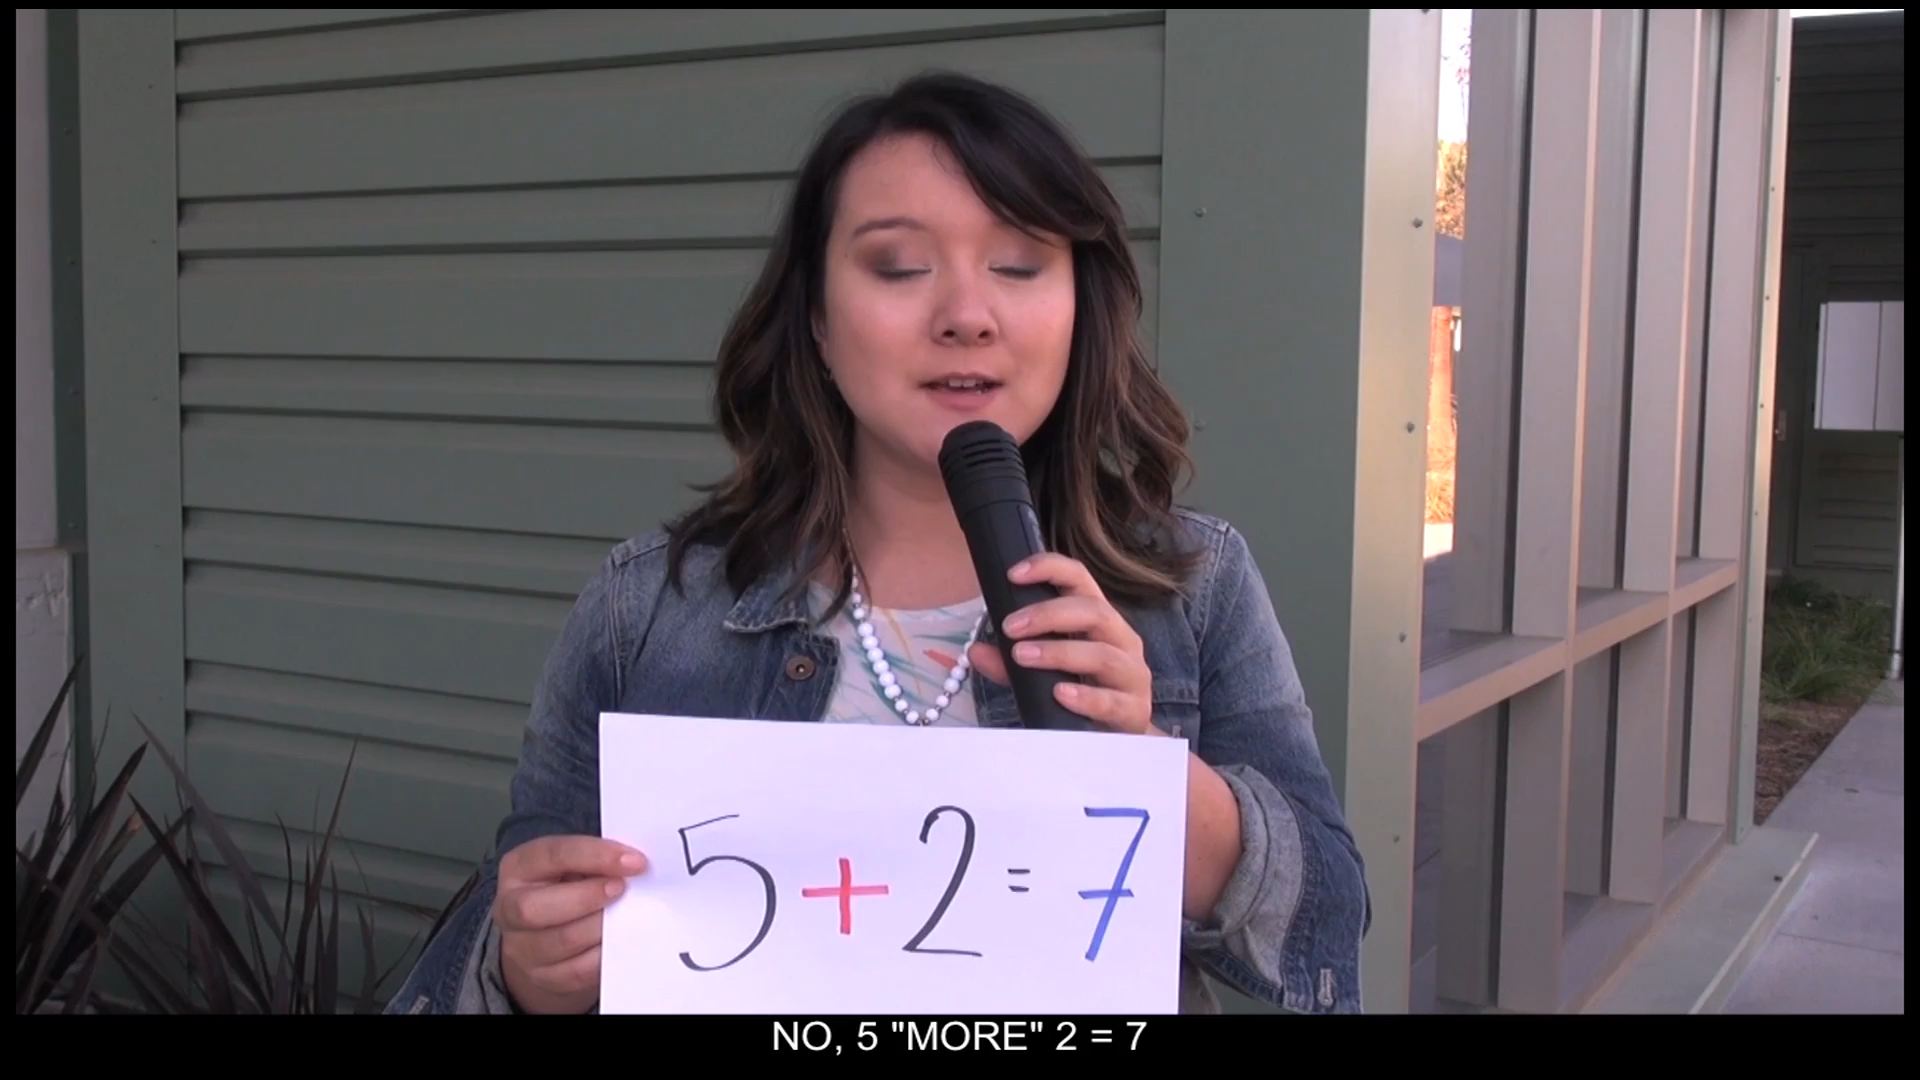 5 + 2 = 7
NO, 5 "MORE" 2 = 7